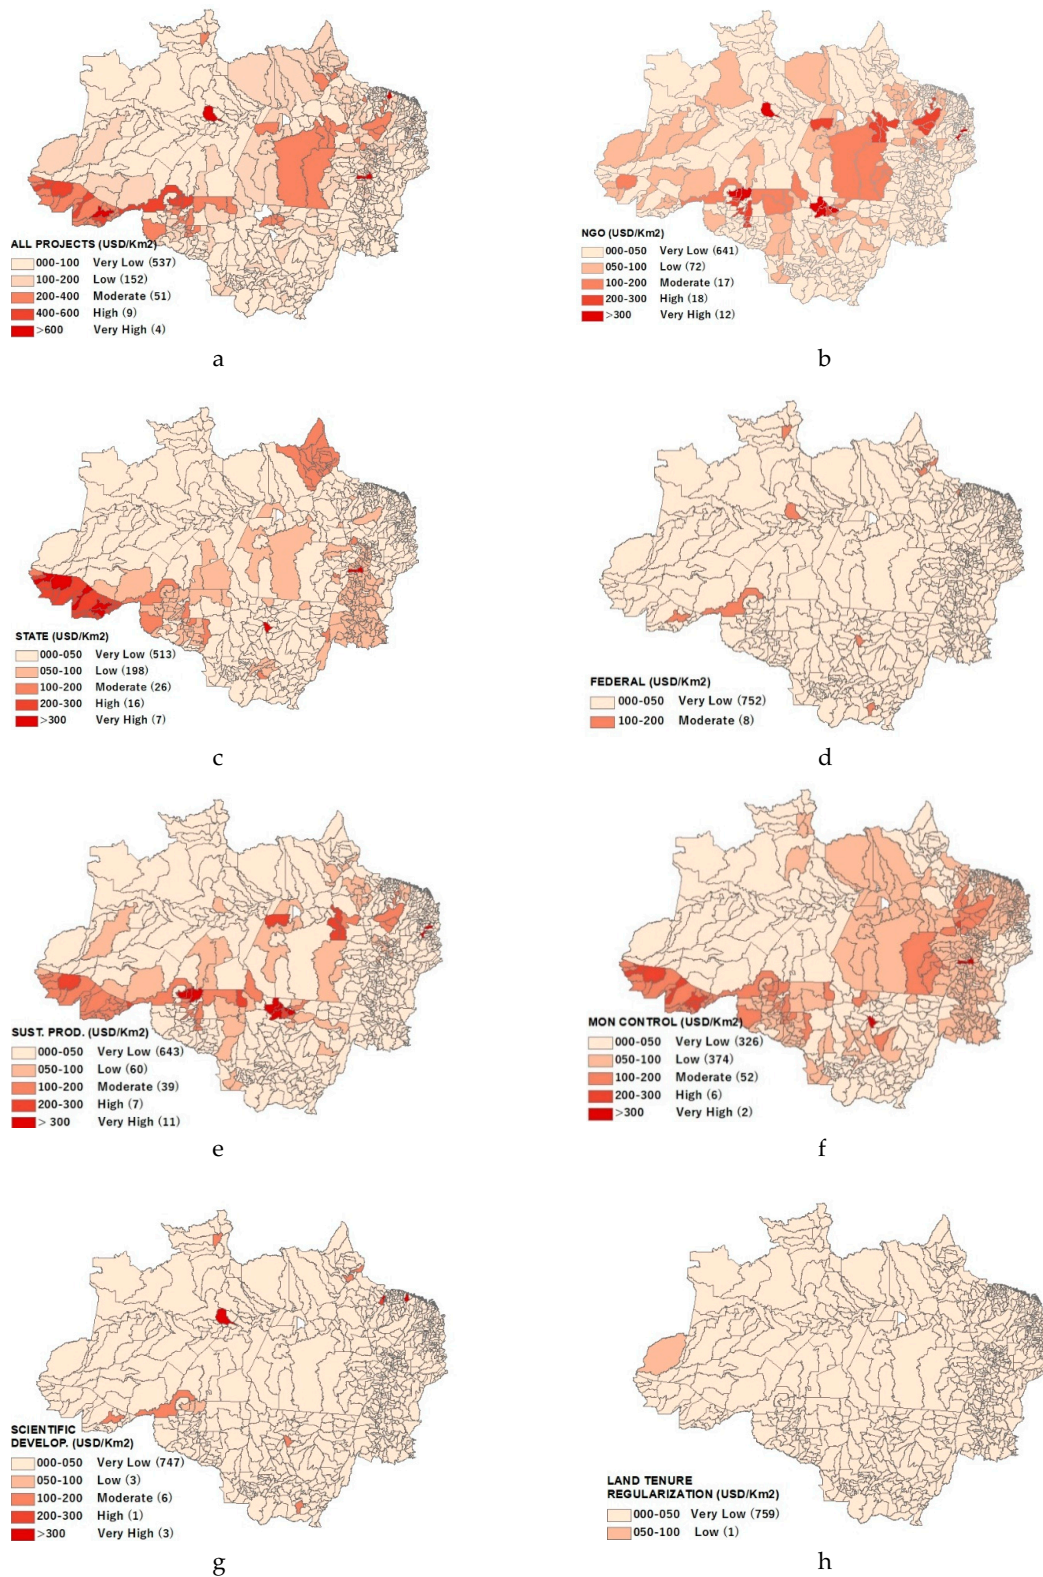 ALL PROJECTS (USD/Km2)
000-100 Very Low (537)
100-200 Low (152)
200-400 Moderate (51)
400-600 High (9)
>600 Very High (4)
a
NGO (USD/Km2)
000-050 Very Low (641)
050-100 Low (72)
100-200 Moderate (17)
200-300 High (18)
>300 Very High (12)
b
STATE (USD/Km2)
000-050 Very Low (513)
050-100 Low (198)
100-200 Moderate (26)
200-300 High (16)
>300 Very High (7)
c
FEDERAL (USD/Km2)
000-050 Very Low (752)
100-200 Moderate (8)
d
SUST. PROD. (USD/Km2)
000-050 Very Low (643)
050-100 Low (60)
100-200 Moderate (39)
200-300 High (7)
> 300 Very High (11)
e
MON CONTROL (USD/Km2)
000-050 Very Low (326)
050-100 Low (374)
100-200 Moderate (52)
200-300 High (6)
>300 Very High (2)
f
SCIENTIFIC
DEVELOP. (USD/Km2)
000-050 Very Low (747)
050-100 Low (3)
100-200 Moderate (6)
200-300 High (1)
>300 Very High (3)
g
LAND TENURE
REGULARIZATION (USD/Km2)
000-050 Very Low (759)
050-100 Low (1)
h